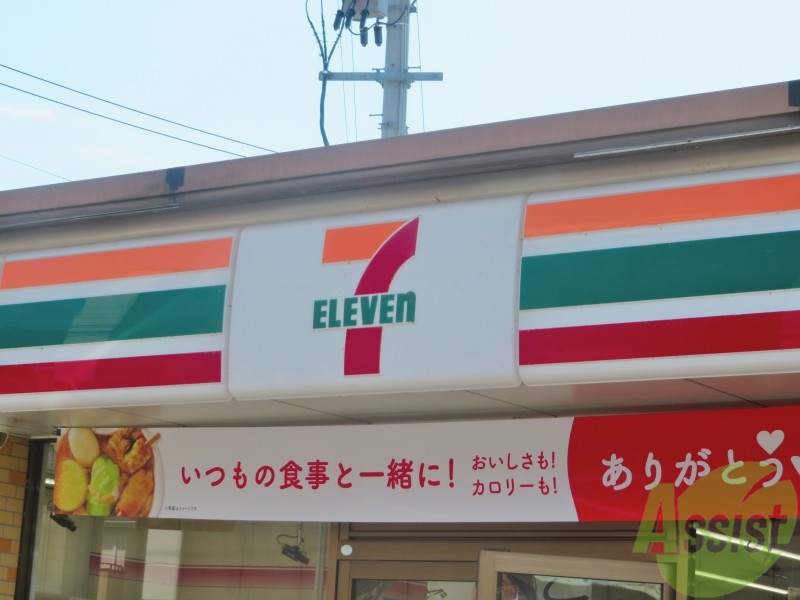 7
ELEVEn
いつもの食事と一緒に!
おいしさも!
カロリーも!
ありがとう
Assist